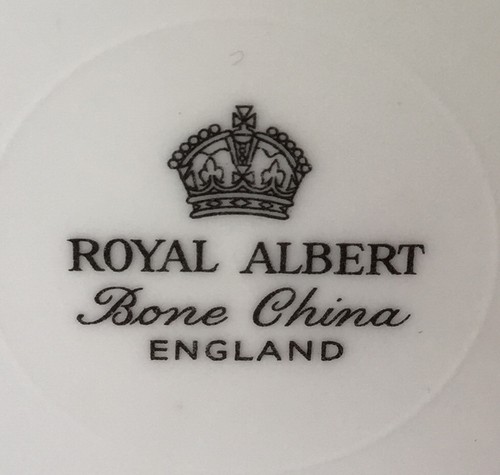 ROYAL ALBERT
Bone China
ENGLAND